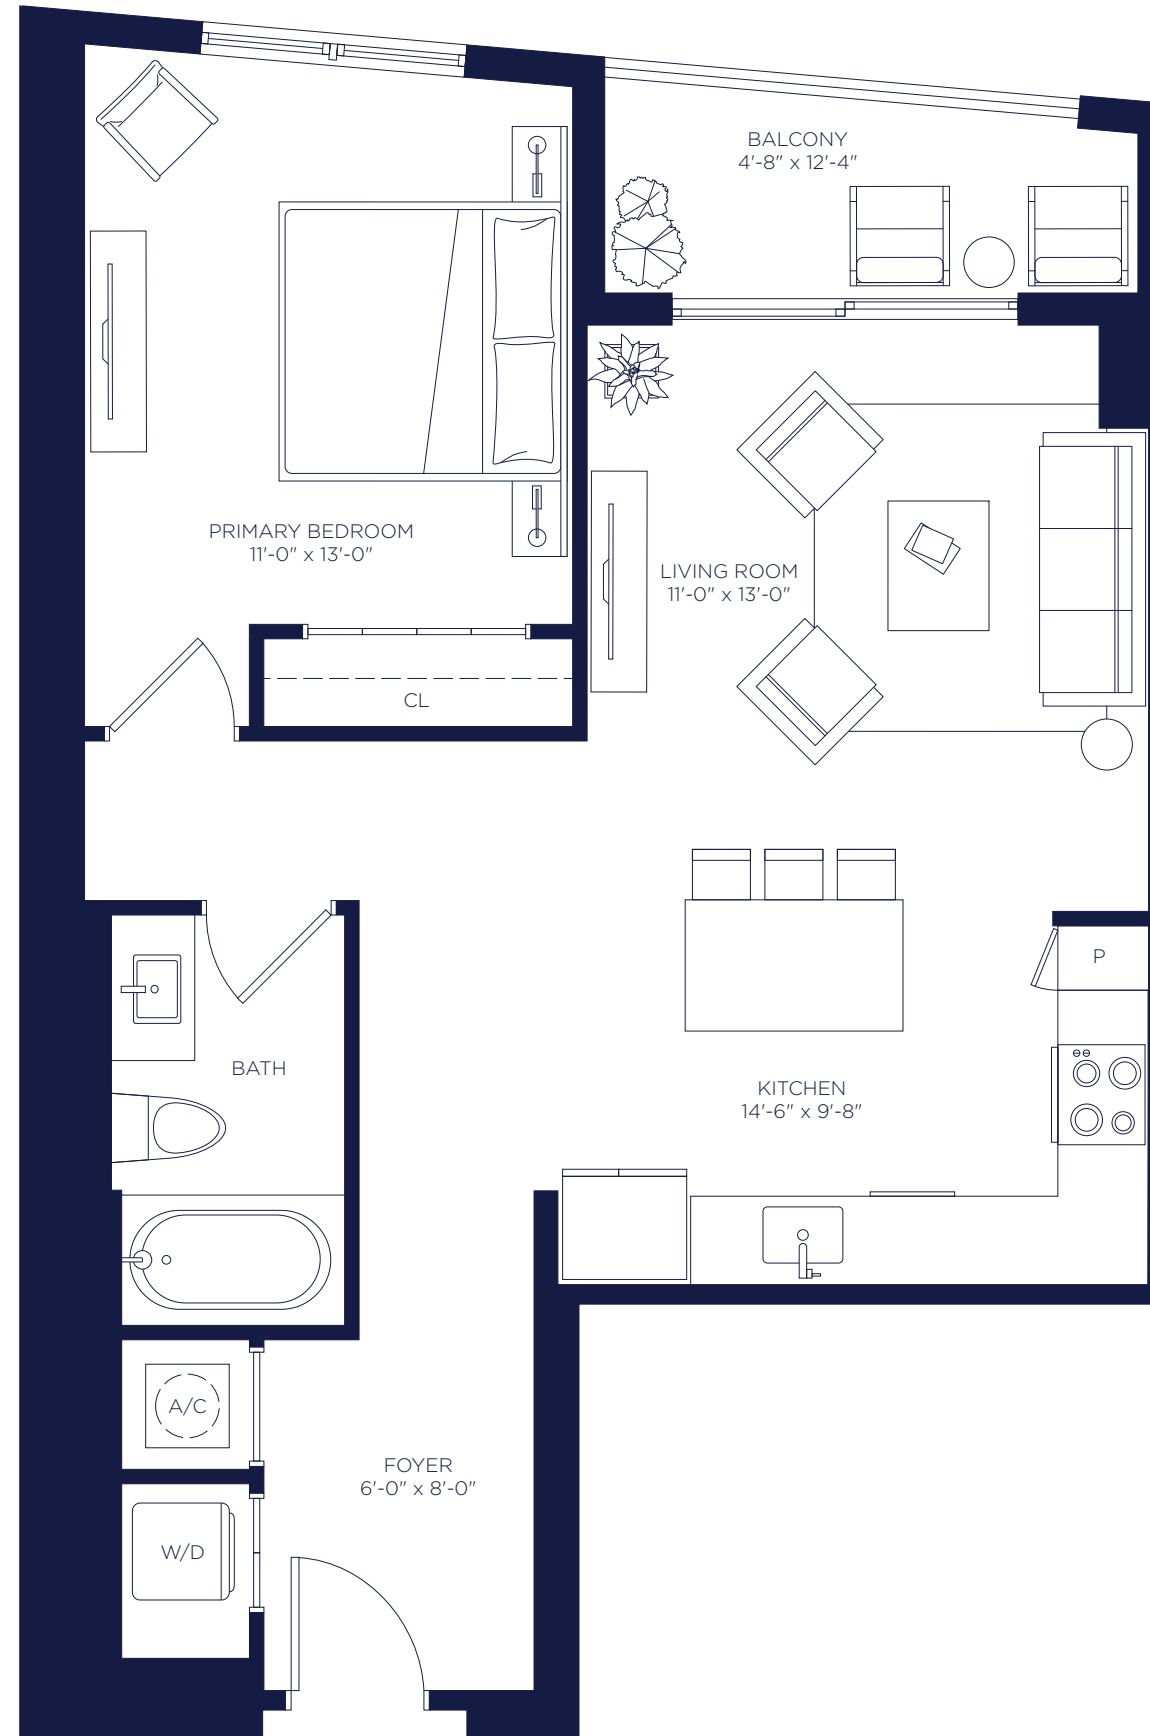 BALCONY
4'-8" x 12'-4"
PRIMARY BEDROOM
11'-0" x 13'-0"
LIVING ROOM
11'-0" x 13'-0"
CL
P
BATH
KITCHEN
14'-6" x 9'-8"
A/C
FOYER
6'-0" x 8'-0"
W/D